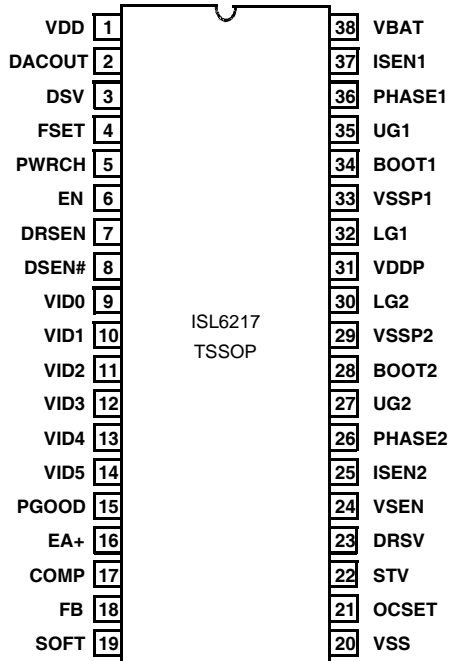 VDD 1 38 VBAT
DACOUT 2 37 ISEN1
DSV 3 36 PHASE1
FSET 4 35 UG1
PWRCH 5 34 BOOT1
EN 6 33 VSSP1
DRSEN 7 32 LG1
DSEN# 8 31 VDDP
VID0 9 30 LG2
ISL6217
VID1 10 29 VSSP2
TSSOP
VID2 11 28 BOOT2
VID3 12 27 UG2
VID4 13 26 PHASE2
VID5 14 25 ISEN2
PGOOD 15 24 VSEN
EA+ 16 23 DRSV
COMP 17 22 STV
FB 18 21 OCSET
SOFT 19 20 VSS